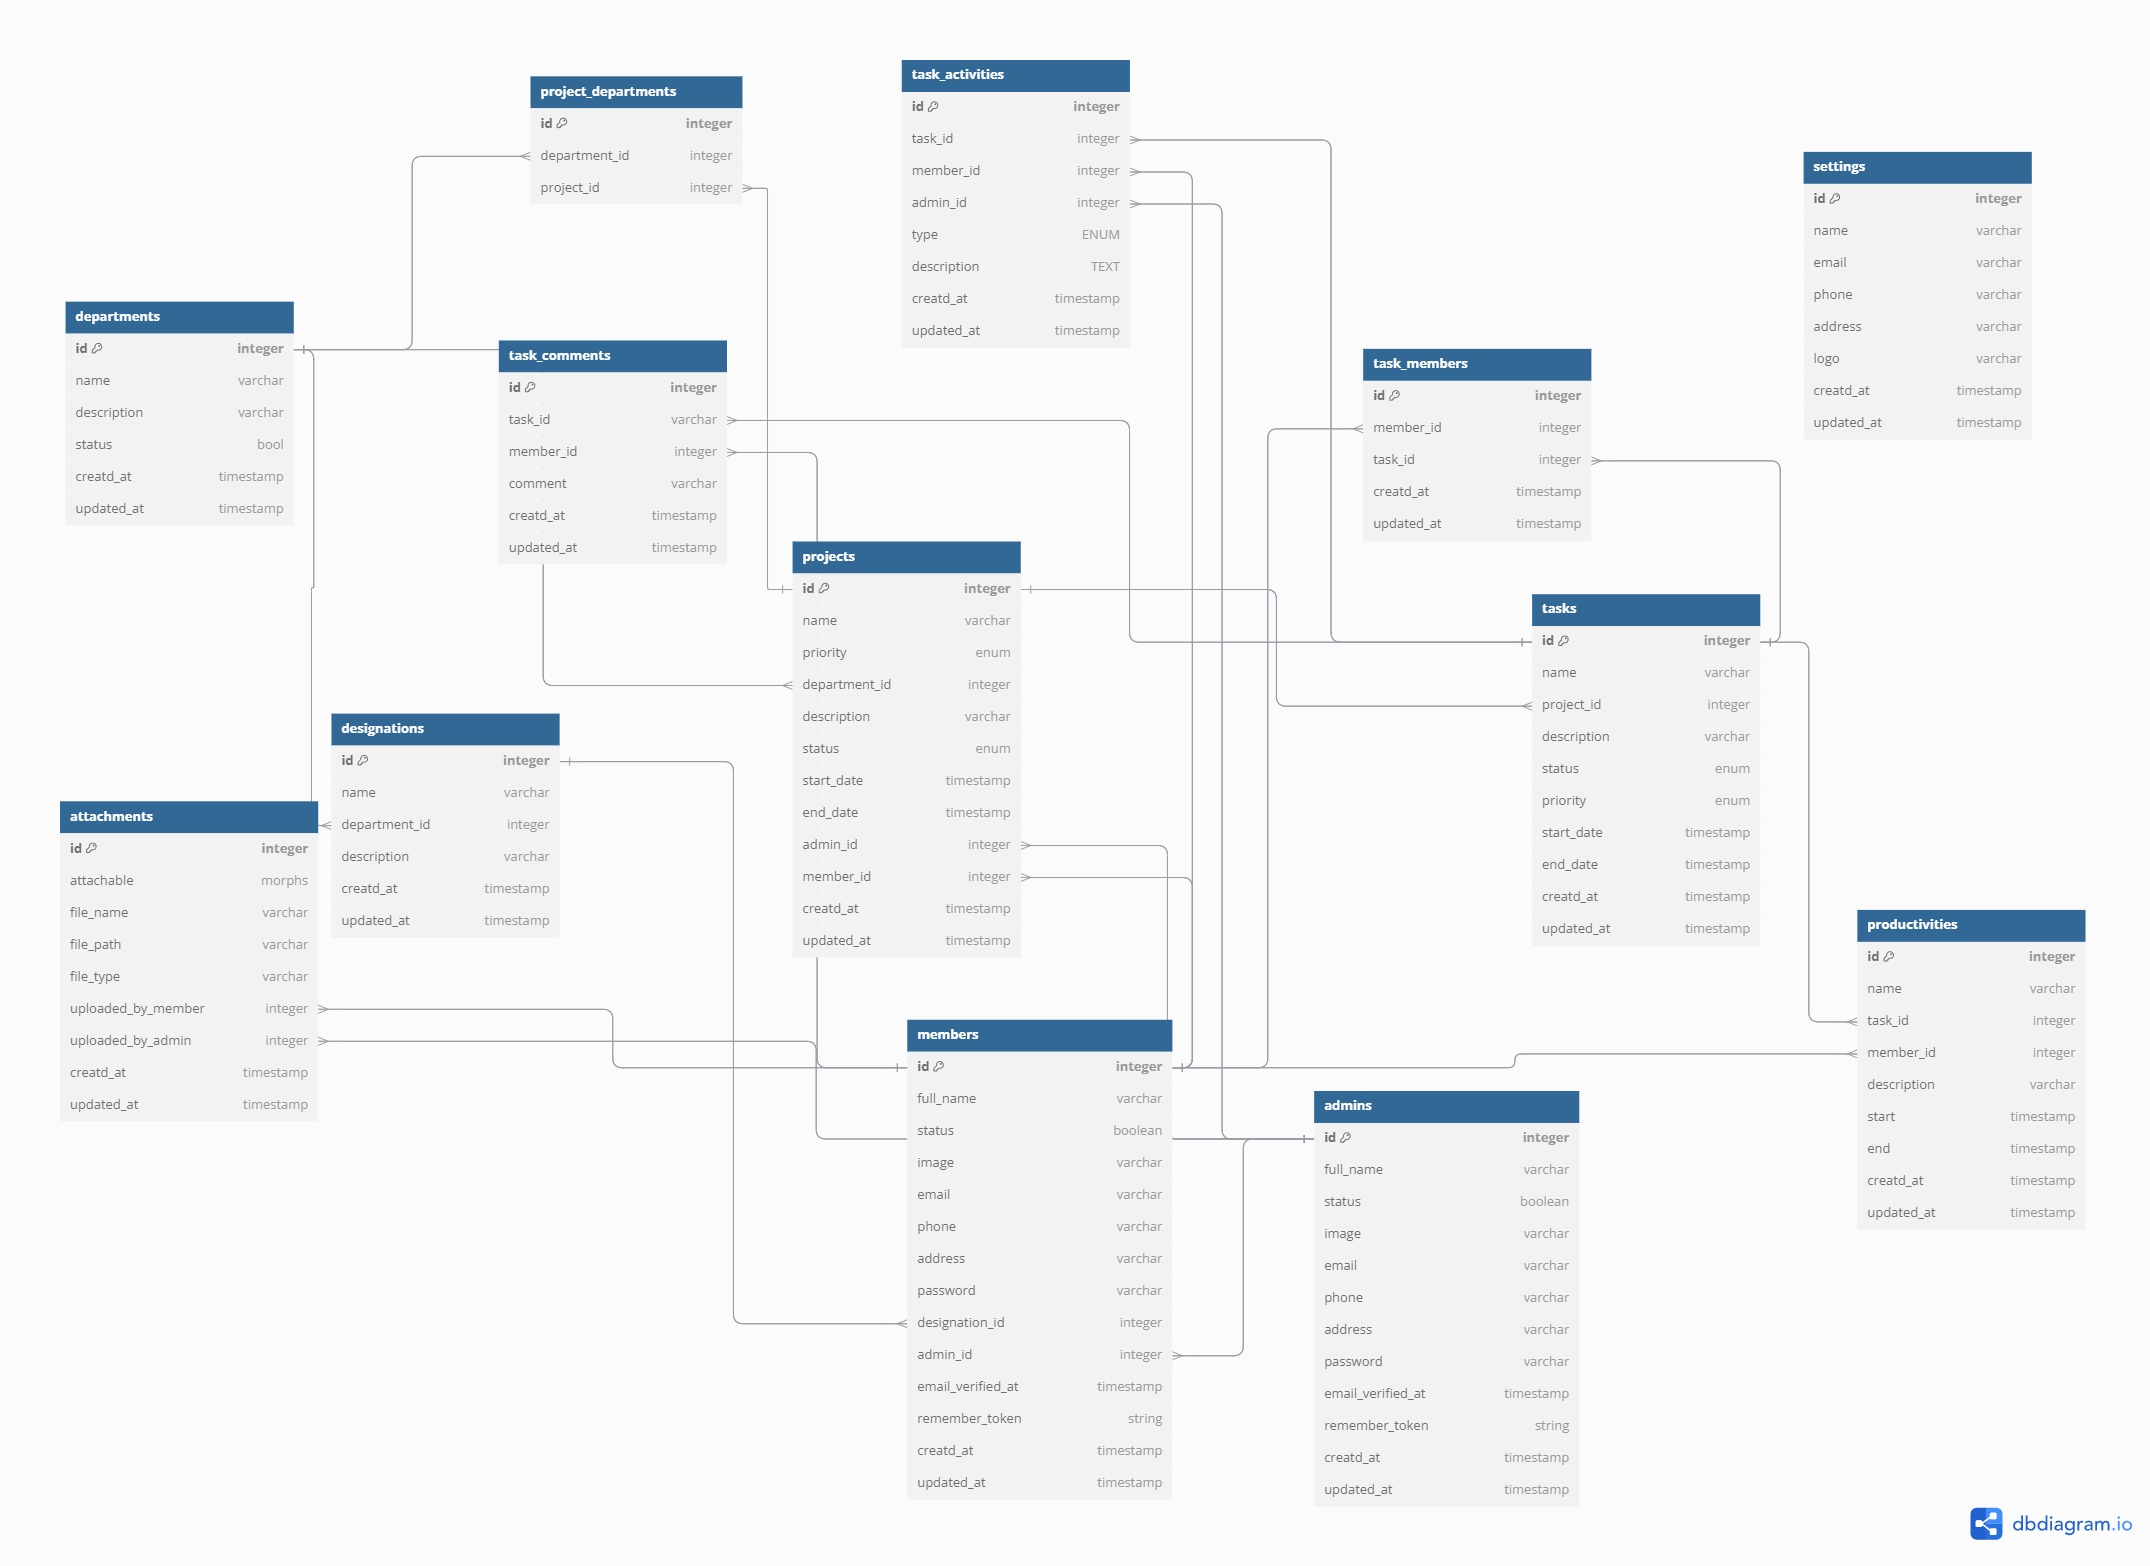 task_activities
id integer
task_id integer
member_id integer
admin_id integer
type ENUM
description TEXT
creatd_at timestamp
updated_at timestamp
project_departments
id integer
department_id integer
project_id integer
settings
id integer
name varchar
email varchar
phone varchar
address varchar
logo varchar
creatd_at timestamp
updated_at timestamp
departments
id integer
name varchar
description varchar
status bool
creatd_at timestamp
updated_at timestamp
task_comments
id integer
task_id varchar
member_id integer
comment varchar
creatd_at timestamp
updated_at timestamp
task_members
id integer
member_id integer
task_id integer
creatd_at timestamp
updated_at timestamp
projects
id integer
name varchar
priority enum
department_id integer
description varchar
status enum
start_date timestamp
end_date timestamp
admin_id integer
member_id integer
creatd_at timestamp
updated_at timestamp
tasks
id integer
name varchar
project_id integer
description varchar
status enum
priority enum
start_date timestamp
end_date timestamp
creatd_at timestamp
updated_at timestamp
designations
id integer
name varchar
department_id integer
description varchar
creatd_at timestamp
updated_at timestamp
attachments
id integer
attachable morphs
file_name varchar
file_path varchar
file_type varchar
uploaded_by_member integer
uploaded_by_admin integer
creatd_at timestamp
updated_at timestamp
productivities
id integer
name varchar
task_id integer
member_id integer
description varchar
start timestamp
end timestamp
creatd_at timestamp
updated_at timestamp
members
id integer
full_name varchar
status boolean
image varchar
email varchar
phone varchar
address varchar
password varchar
designation_id integer
admin_id integer
email_verified_at timestamp
remember_token string
creatd_at timestamp
updated_at timestamp
admins
id integer
full_name varchar
status boolean
image varchar
email varchar
phone varchar
address varchar
password varchar
email_verified_at timestamp
remember_token string
creatd_at timestamp
updated_at timestamp
dbdiagram.io